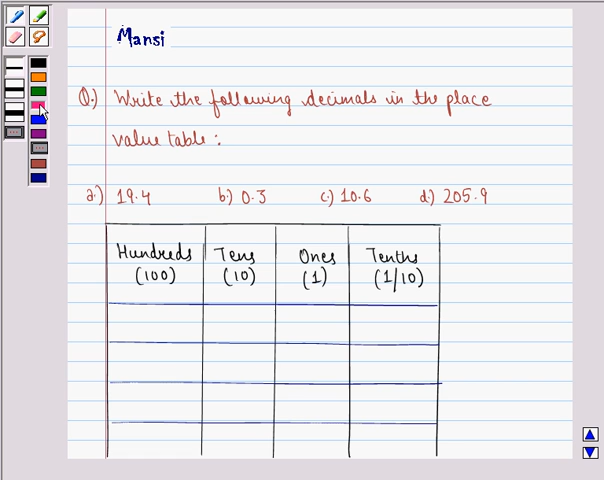 Mansi
Q.) Write the following decimals in the place
value table :
a.) 19.4 b.) 0.3 c.) 10.6 d.) 205.9
Hundreds Tens Ones Tenths
(100) (10) (1) (1/10)